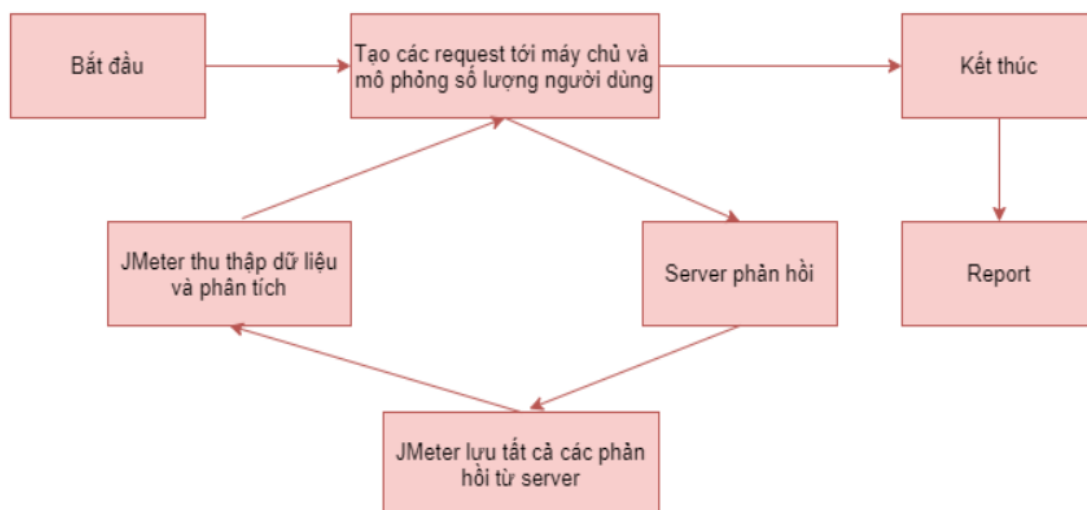 Bắt đầu
Tạo các request tới máy chủ và
mô phỏng số lượng người dùng
Kết thúc
JMeter thu thập dữ liệu
và phân tích
Server phản hồi
Report
JMeter lưu tất cả các phản
hồi từ server